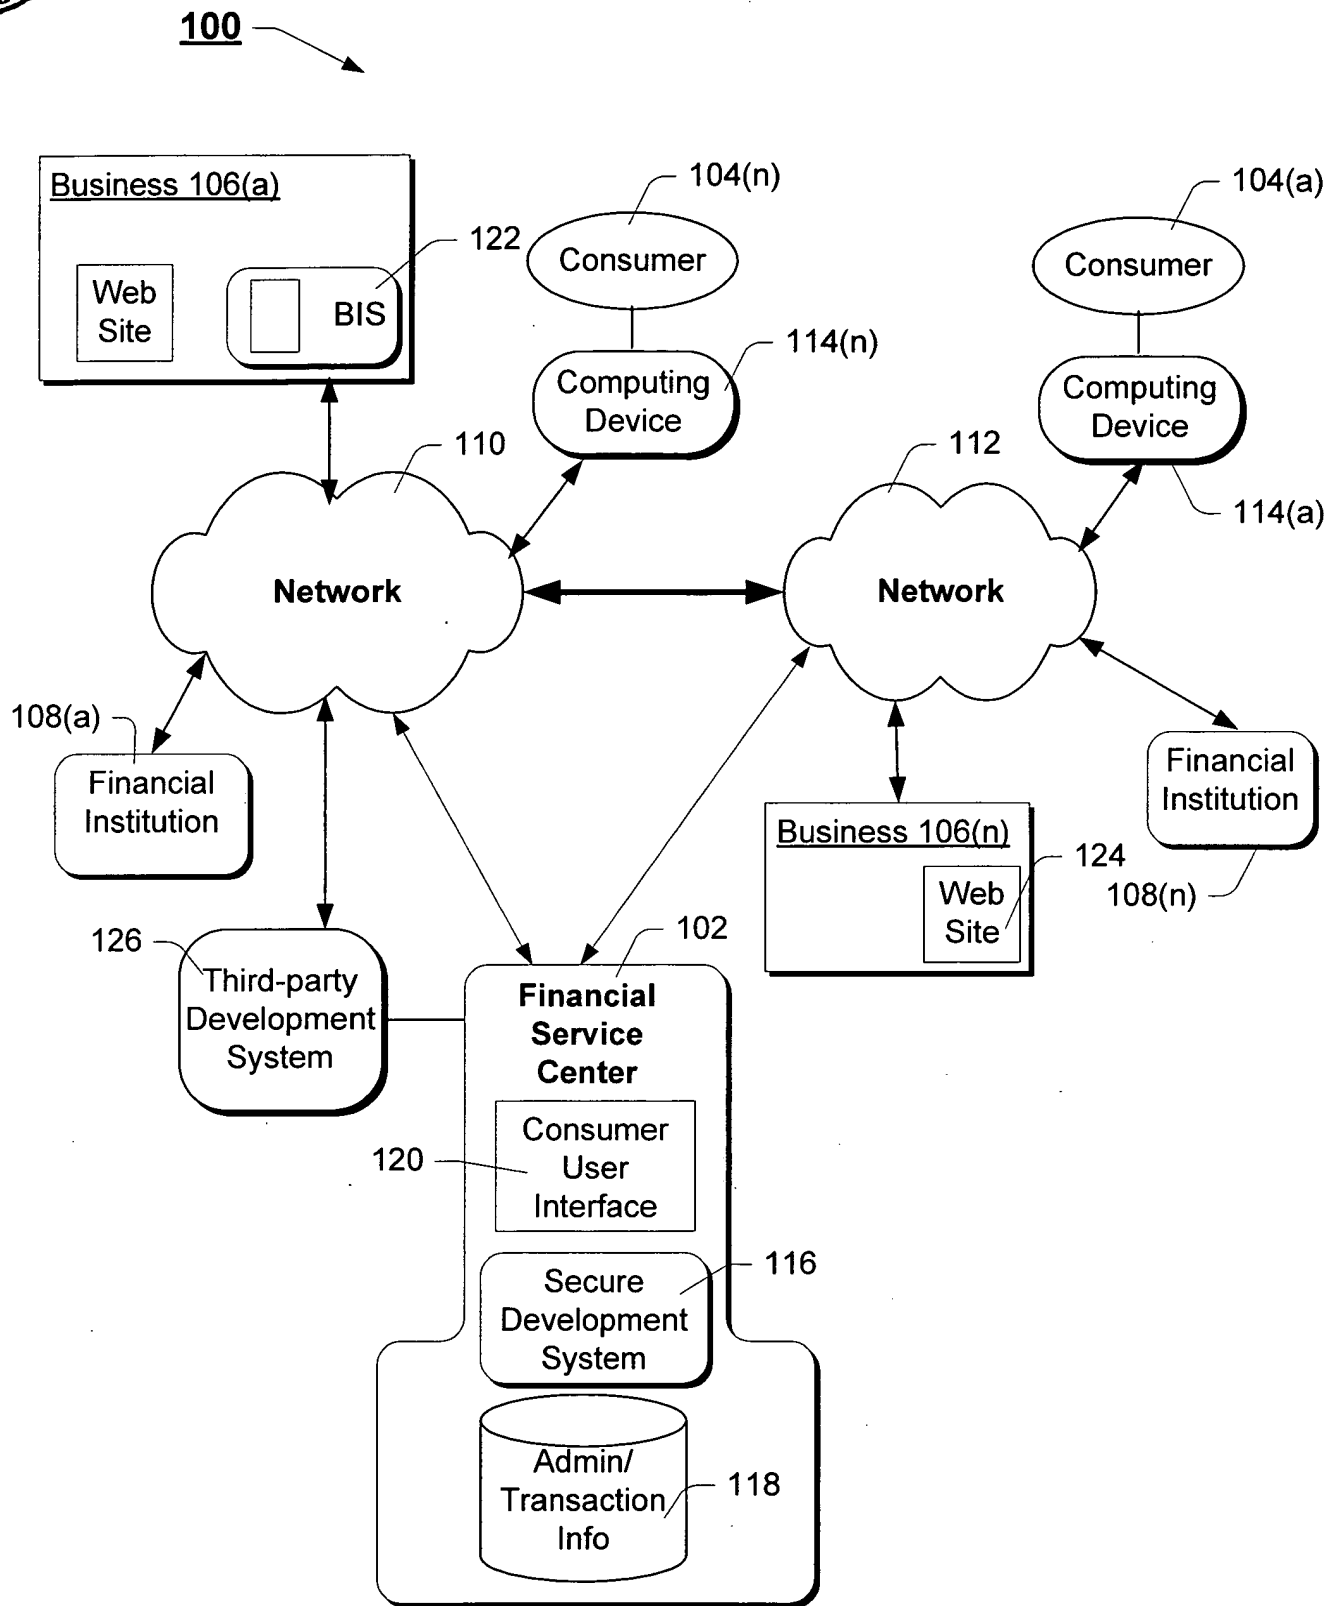 100
Business 106(a)
Web
Site
BIS
122
104(n)
Consumer
114(n)
Computing
Device
104(a)
Consumer
Computing
Device
114(a)
110
Network
112
Network
108(a)
Financial
Institution
Financial
Institution
108(n)
Business 106(n)
124
Web
Site
126
Third-party
Development
System
102
Financial
Service
Center
120
Consumer
User
Interface
116
Secure
Development
System
Admin/
Transaction
Info
118